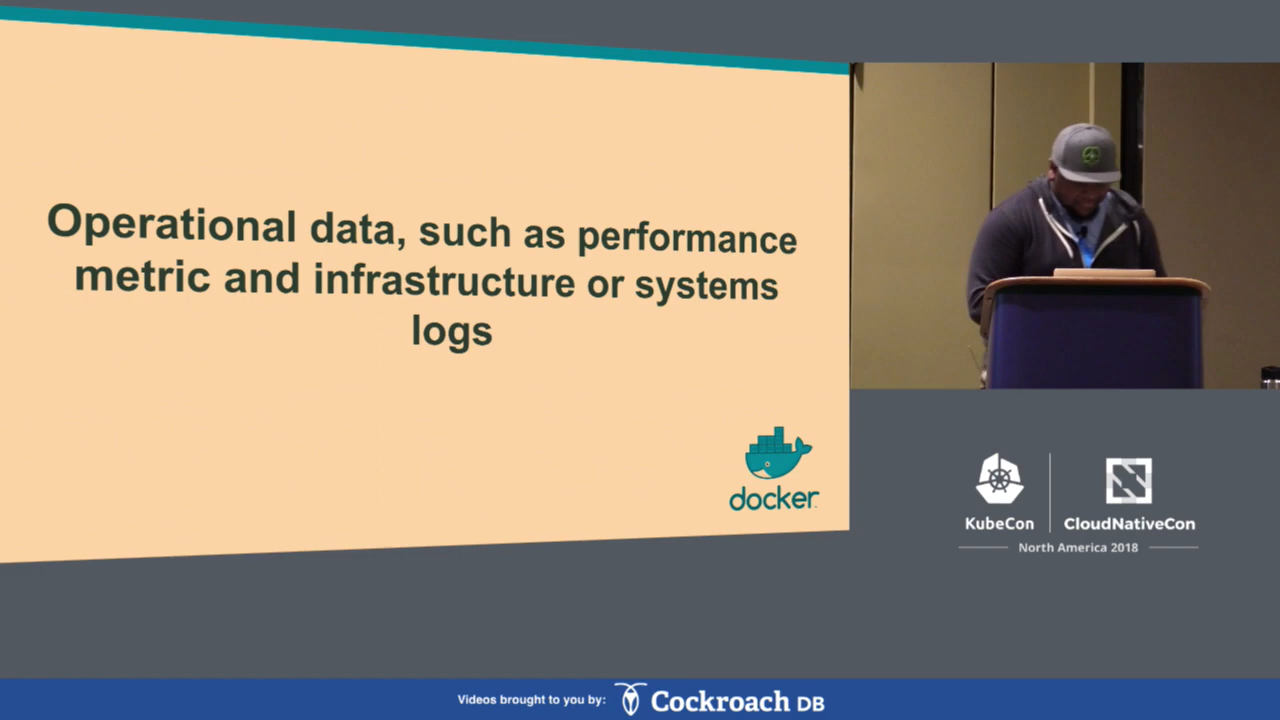 Operational data, such as performance
metric and infrastructure or systems
logs
docker
KubeCon
CloudNativeCon
North America 2018
Videos brought to you by:
Cockroach DB